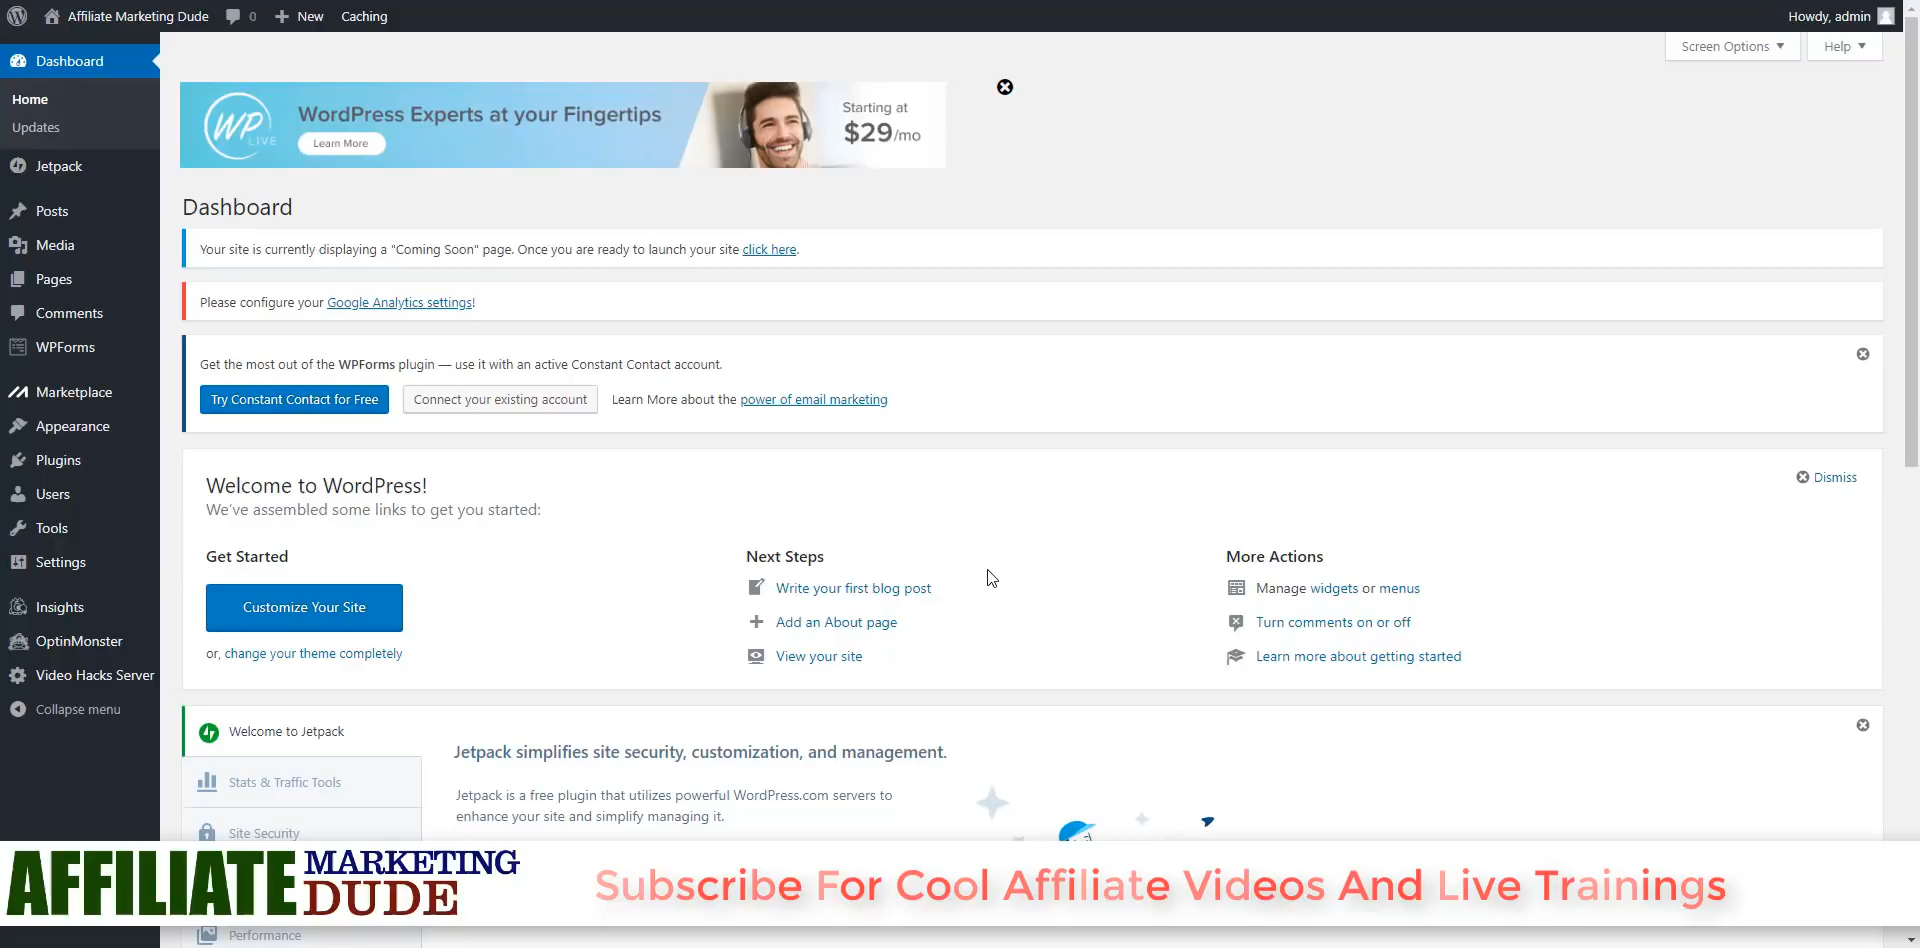 Affiliate Marketing Dude
0
New
Caching
Howdy, admin
Dashboard
Home
Updates
Jetpack
Posts
Media
Pages
Comments
WPForms
Marketplace
Appearance
Plugins
Users
Tools
Settings
Insights
OptinMonster
Video Hacks Server
Collapse menu
Screen Options
Help
WP LIVE
WordPress Experts at your Fingertips
Learn More
Starting at
$29/mo
Dashboard
Your site is currently displaying a "Coming Soon" page. Once you are ready to launch your site click here.
Please configure your Google Analytics settings!
Get the most out of the WPForms plugin — use it with an active Constant Contact account.
Try Constant Contact for Free
Connect your existing account
Learn More about the power of email marketing
Welcome to WordPress!
Dismiss
We've assembled some links to get you started:
Get Started
Customize Your Site
or, change your theme completely
Next Steps
Write your first blog post
Add an About page
View your site
More Actions
Manage widgets or menus
Turn comments on or off
Learn more about getting started
Welcome to Jetpack
Stats & Traffic Tools
Site Security
Performance
Jetpack simplifies site security, customization, and management.
Jetpack is a free plugin that utilizes powerful WordPress.com servers to
enhance your site and simplify managing it.
AFFILIATE MARKETING DUDE
Subscribe For Cool Affiliate Videos And Live Trainings